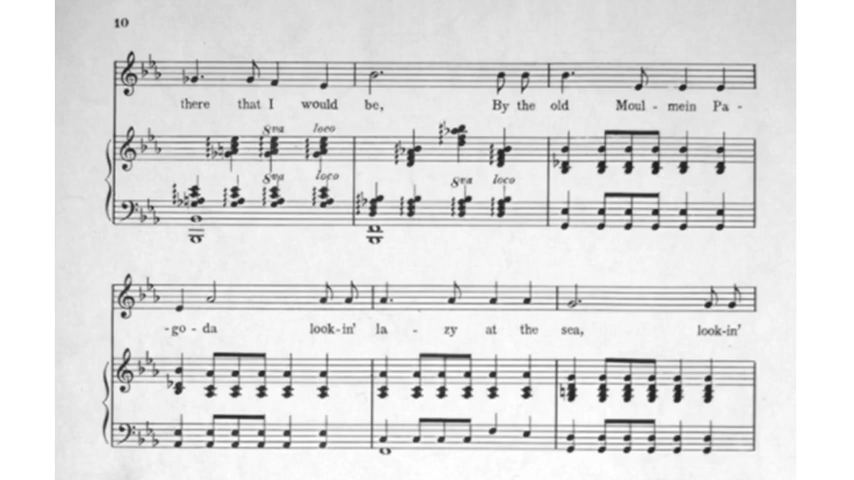 10
there that I would be, By the old Moul - mein Pa -
8va loco
8va loco
8va loco
-go - da look-in' la - zy at the sea, look-in'